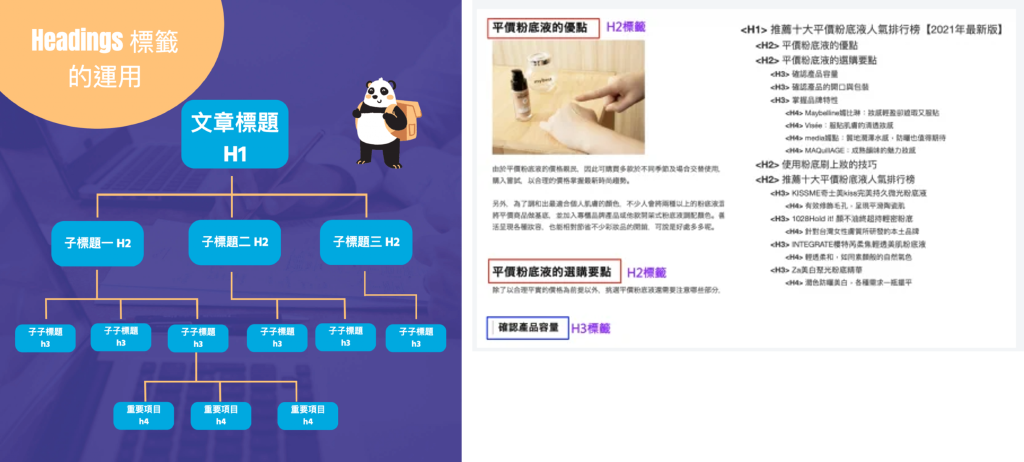 Headings 標籤
的運用
文章標題
H1
子標題一 H2
子標題二 H2
子標題三 H2
子子標題
h3
子子標題
h3
子子標題
h3
子子標題
h3
子子標題
h3
子子標題
h3
重要項目
h4
重要項目
h4
重要項目
h4
平價粉底液的優點 H2標籤
由於平價粉底液的價格親民，因此可購買多款於不同季節及場合交替使用,
購入嘗試，以合理的價格掌握最新時尚趨勢。
另外，為了調和出最適合個人肌膚的顏色，不少人會將兩種以上的粉底液混
將平價商品做基底，並加入專櫃品牌產品或他款開架式粉底液調配顏色。
活呈現各種妝容，也能相對節省不少彩妝品的開銷，可說是好處多多呢。
平價粉底液的選購要點 H2標籤
除了以合理平實的價格為前提以外，挑選平價粉底液還需要注意哪些部分,
確認產品容量 H3標籤
<H1> 推薦十大平價粉底液人氣排行榜【2021年最新版】
<H2> 平價粉底液的優點
<H2> 平價粉底液的選購要點
<H3> 確認產品容量
<H3> 確認產品的開口與包裝
<H3> 掌握品牌特性
<H4> Maybelline媚比琳：妝感輕盈卻遮瑕又服貼
<H4> Visée：服貼肌膚的清透妝感
<H4> media媚點：質地潤澤水感，防曬也值得期待
<H4> MAQuillAGE：成熟韻味的魅力妝感
<H2> 使用粉底刷上妝的技巧
<H2> 推薦十大平價粉底液人氣排行榜
<H3> KISSME奇士美kiss完美持久微光粉底液
<H4> 有效修飾毛孔，呈現平滑陶瓷肌
<H3> 1028Hold it! 顏不油終超持輕密粉底
<H4> 針對台灣女性膚質所研發的本土品牌
<H3> INTEGRATE櫻特芮柔焦輕透美肌粉底液
<H4> 輕透柔和，如同素顏般的自然氣色
<H3> Za美白聚光粉底精華
<H4> 潤色防曬美白，各種需求一瓶擺平